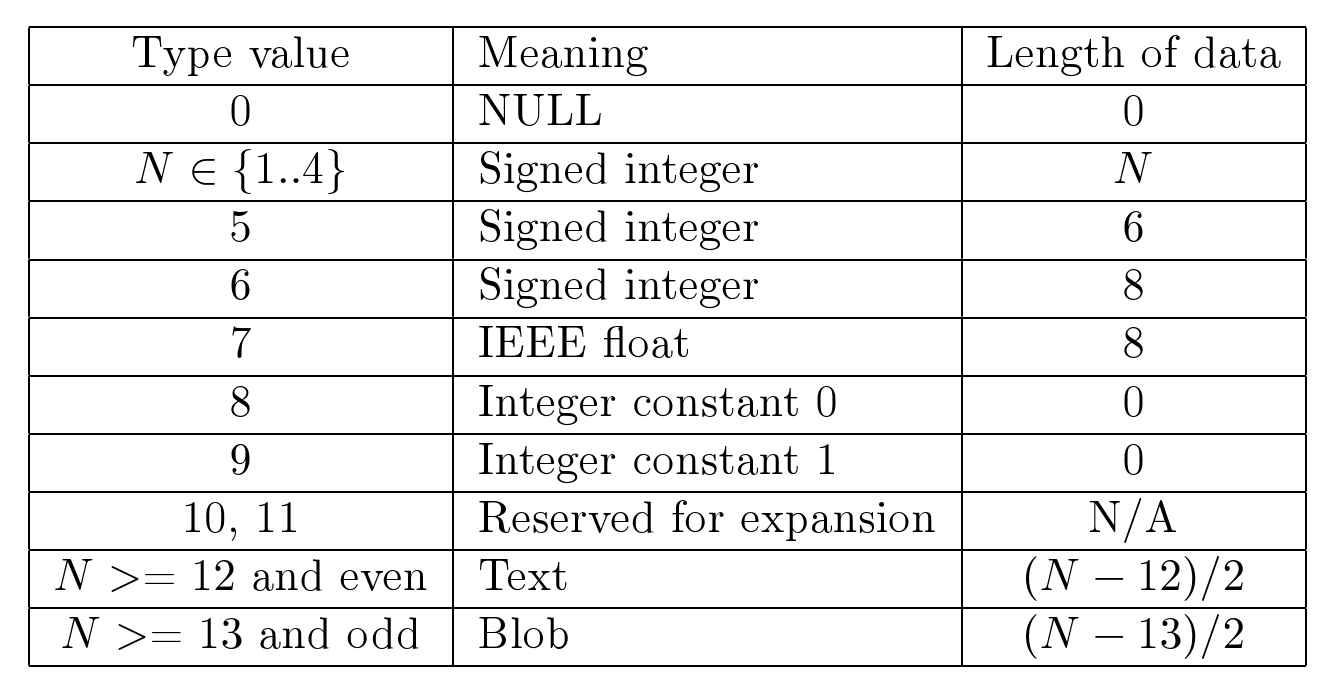 Type value Meaning Length of data
0 NULL 0
N ∈ {1..4} Signed integer N
5 Signed integer 6
6 Signed integer 8
7 IEEE float 8
8 Integer constant 0 0
9 Integer constant 1 0
10, 11 Reserved for expansion N/A
N >= 12 and even Text (N − 12)/2
N >= 13 and odd Blob (N − 13)/2